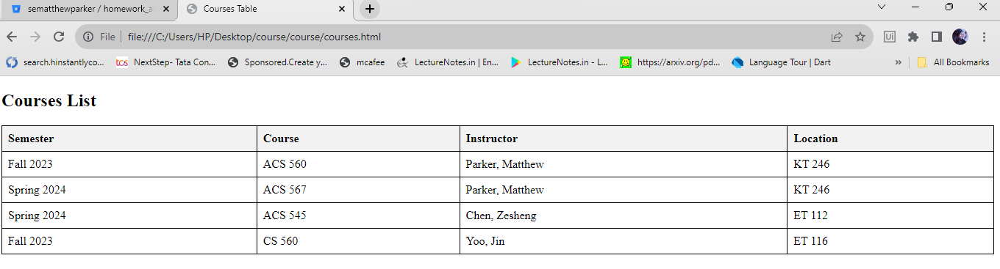 sematthewparker / homework_a
Courses Table
File | file:///C:/Users/HP/Desktop/course/course/courses.html
search.hinstantlyco... tcs NextStep- Tata Con... Sponsored.Create y... mcafee LectureNotes.in | En... LectureNotes.in - L... https://arxiv.org/pd... Language Tour | Dart » All Bookmarks
Courses List
Semester Course Instructor Location
Fall 2023 ACS 560 Parker, Matthew KT 246
Spring 2024 ACS 567 Parker, Matthew KT 246
Spring 2024 ACS 545 Chen, Zesheng ET 112
Fall 2023 CS 560 Yoo, Jin ET 116